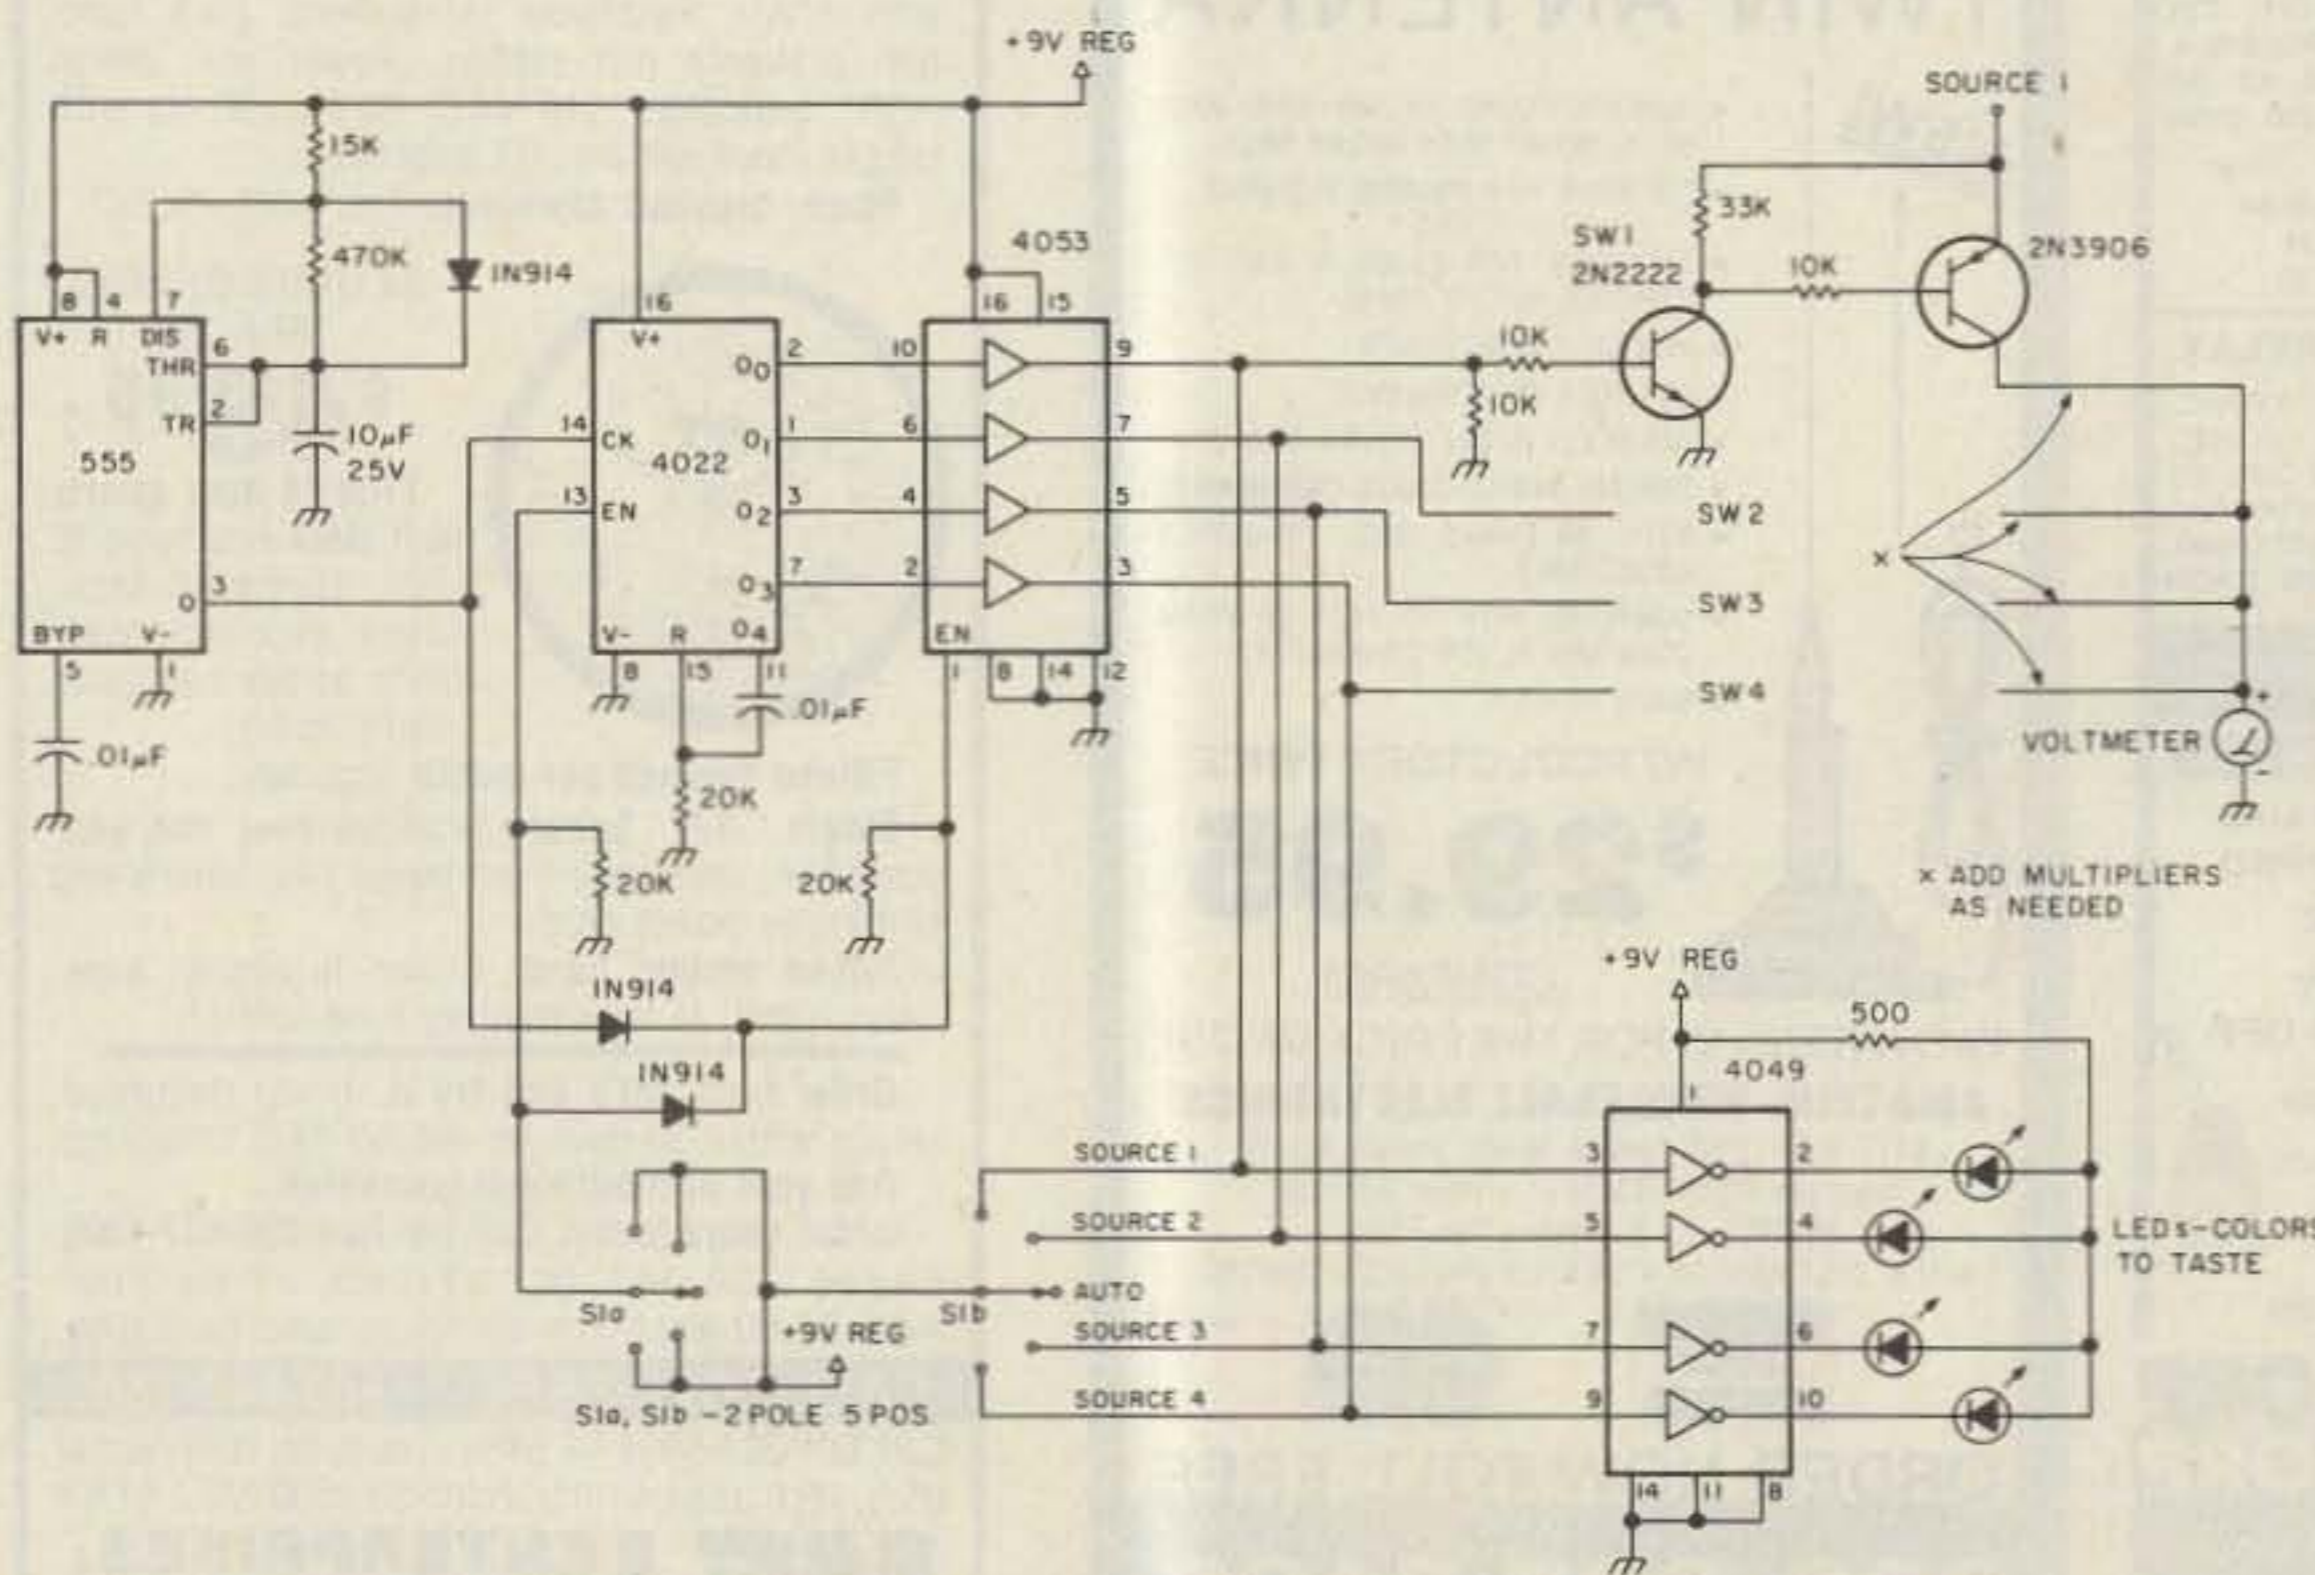 +9V REG
SOURCE 1
15K
470K
1N914
4053
SW1
2N2222
33K
10K
2N3906
8
4
7
16
16
15
V+
R
DIS
THR
6
TR
2
555
10µF
25V
V+
O0
2
10
9
10K
10K
14
CK
4022
O1
1
6
7
13
EN
O2
3
4
5
SW2
O
3
O3
7
2
3
SW3
BYP
V-
V-
R
O4
EN
5
1
8
15
11
1
8
14
12
SW4
×
.01µF
.01µF
20K
20K
20K
VOLTMETER
+
-
× ADD MULTIPLIERS
AS NEEDED
1N914
1N914
+9V REG
500
4049
1
SOURCE 1
3
2
SOURCE 2
5
4
LEDs-COLORS
TO TASTE
S1a
S1b
AUTO
+9V REG
SOURCE 3
7
6
SOURCE 4
9
10
S1a, S1b - 2 POLE 5 POS
14
11
8